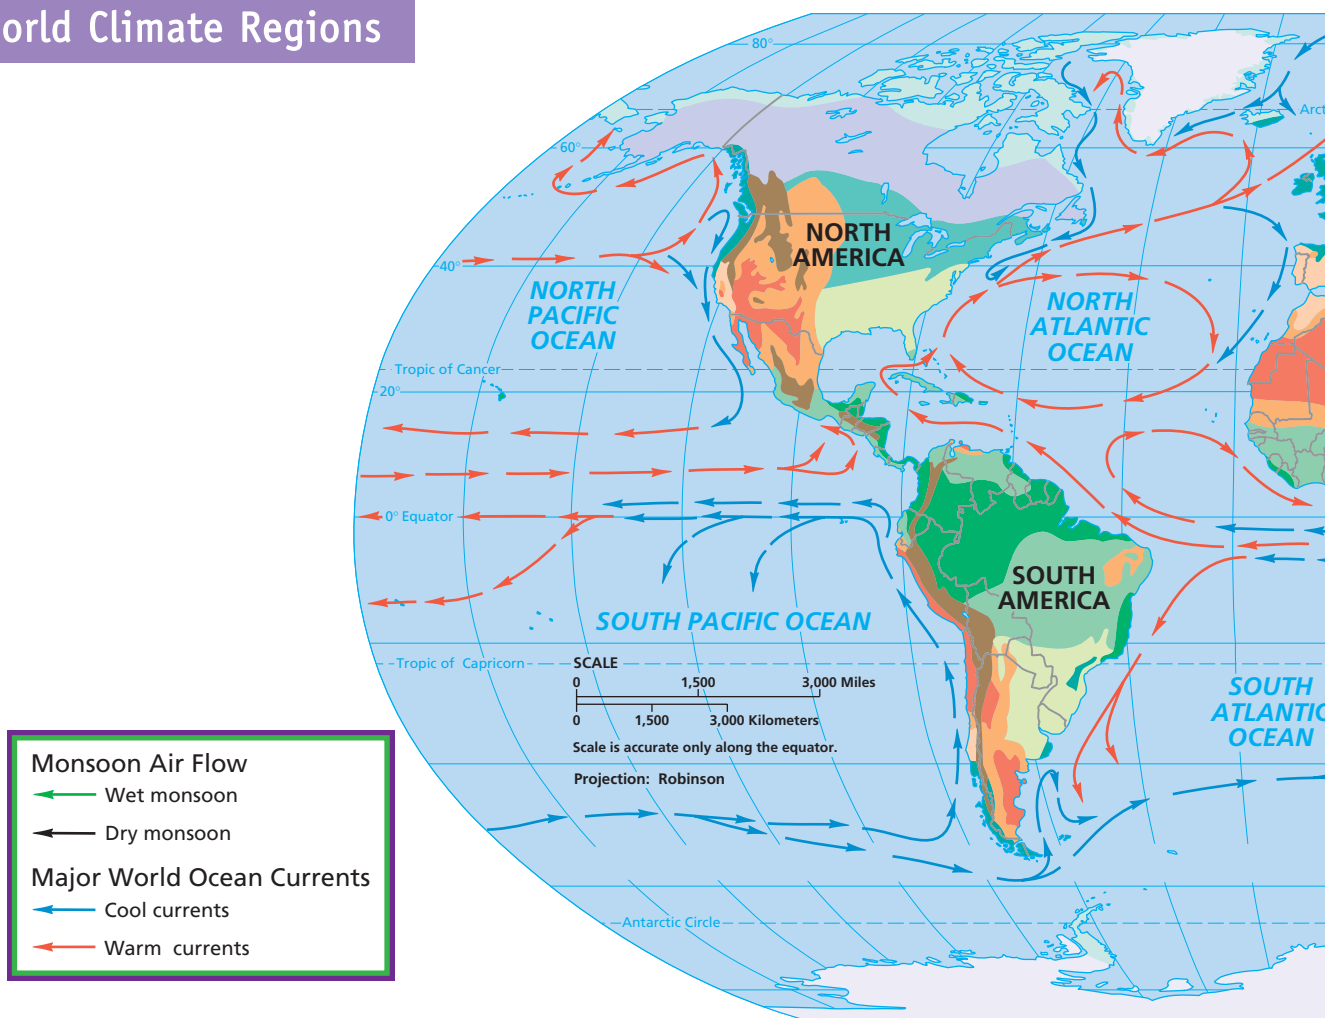 orld Climate Regions
80°
Arct
60°
NORTH
AMERICA
40°
NORTH
PACIFIC
OCEAN
NORTH
ATLANTIC
OCEAN
Tropic of Cancer
20°
0° Equator
SOUTH
AMERICA
SOUTH PACIFIC OCEAN
Tropic of Capricorn
SCALE
0 1,500 3,000 Miles
0 1,500 3,000 Kilometers
Scale is accurate only along the equator.
Projection: Robinson
SOUTH
ATLANTIC
OCEAN
Monsoon Air Flow
Wet monsoon
Dry monsoon
Major World Ocean Currents
Cool currents
Warm currents
Antarctic Circle